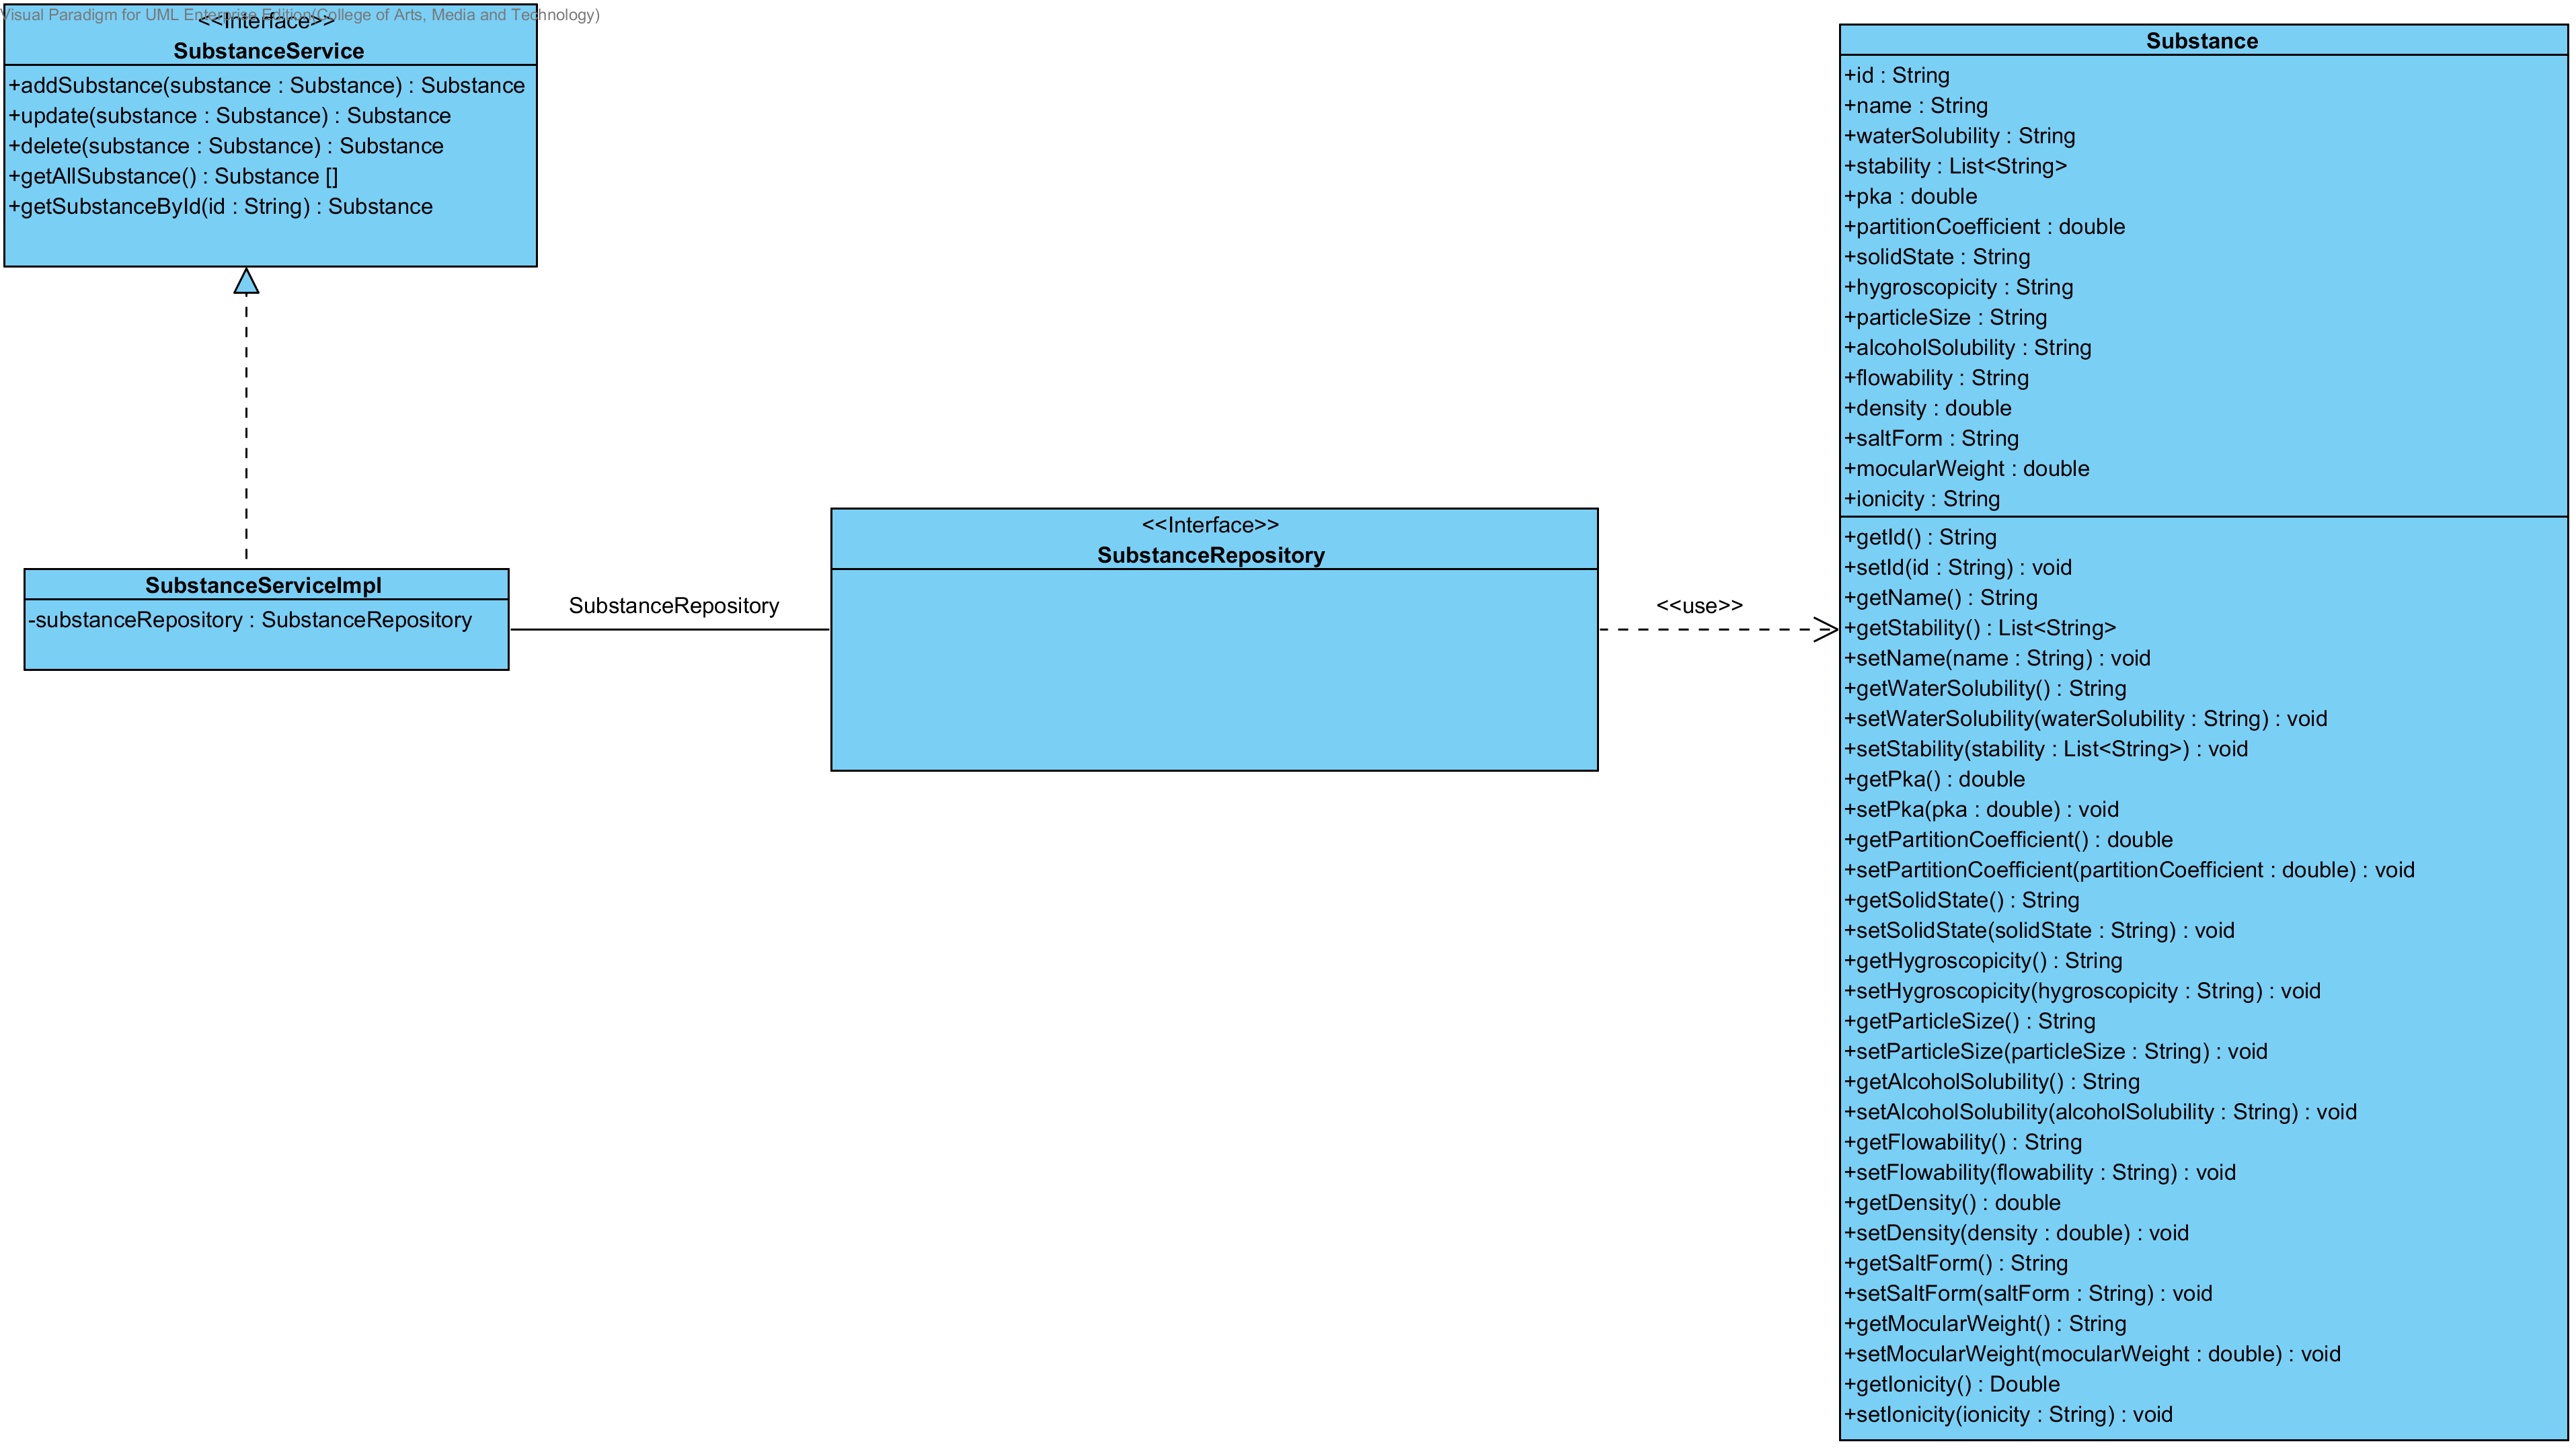 Visual Paradigm for UML Enterprise Edition(College of Arts, Media and Technology)
<<Interface>>
SubstanceService
+addSubstance(substance : Substance) : Substance
+update(substance : Substance) : Substance
+delete(substance : Substance) : Substance
+getAllSubstance() : Substance []
+getSubstanceById(id : String) : Substance
SubstanceServiceImpl
-substanceRepository : SubstanceRepository
SubstanceRepository
<<Interface>>
SubstanceRepository
<<use>>
Substance
+id : String
+name : String
+waterSolubility : String
+stability : List<String>
+pka : double
+partitionCoefficient : double
+solidState : String
+hygroscopicity : String
+particleSize : String
+alcoholSolubility : String
+flowability : String
+density : double
+saltForm : String
+mocularWeight : double
+ionicity : String
+getId() : String
+setId(id : String) : void
+getName() : String
+getStability() : List<String>
+setName(name : String) : void
+getWaterSolubility() : String
+setWaterSolubility(waterSolubility : String) : void
+setStability(stability : List<String>) : void
+getPka() : double
+setPka(pka : double) : void
+getPartitionCoefficient() : double
+setPartitionCoefficient(partitionCoefficient : double) : void
+getSolidState() : String
+setSolidState(solidState : String) : void
+getHygroscopicity() : String
+setHygroscopicity(hygroscopicity : String) : void
+getParticleSize() : String
+setParticleSize(particleSize : String) : void
+getAlcoholSolubility() : String
+setAlcoholSolubility(alcoholSolubility : String) : void
+getFlowability() : String
+setFlowability(flowability : String) : void
+getDensity() : double
+setDensity(density : double) : void
+getSaltForm() : String
+setSaltForm(saltForm : String) : void
+getMocularWeight() : String
+setMocularWeight(mocularWeight : double) : void
+getIonicity() : Double
+setIonicity(ionicity : String) : void